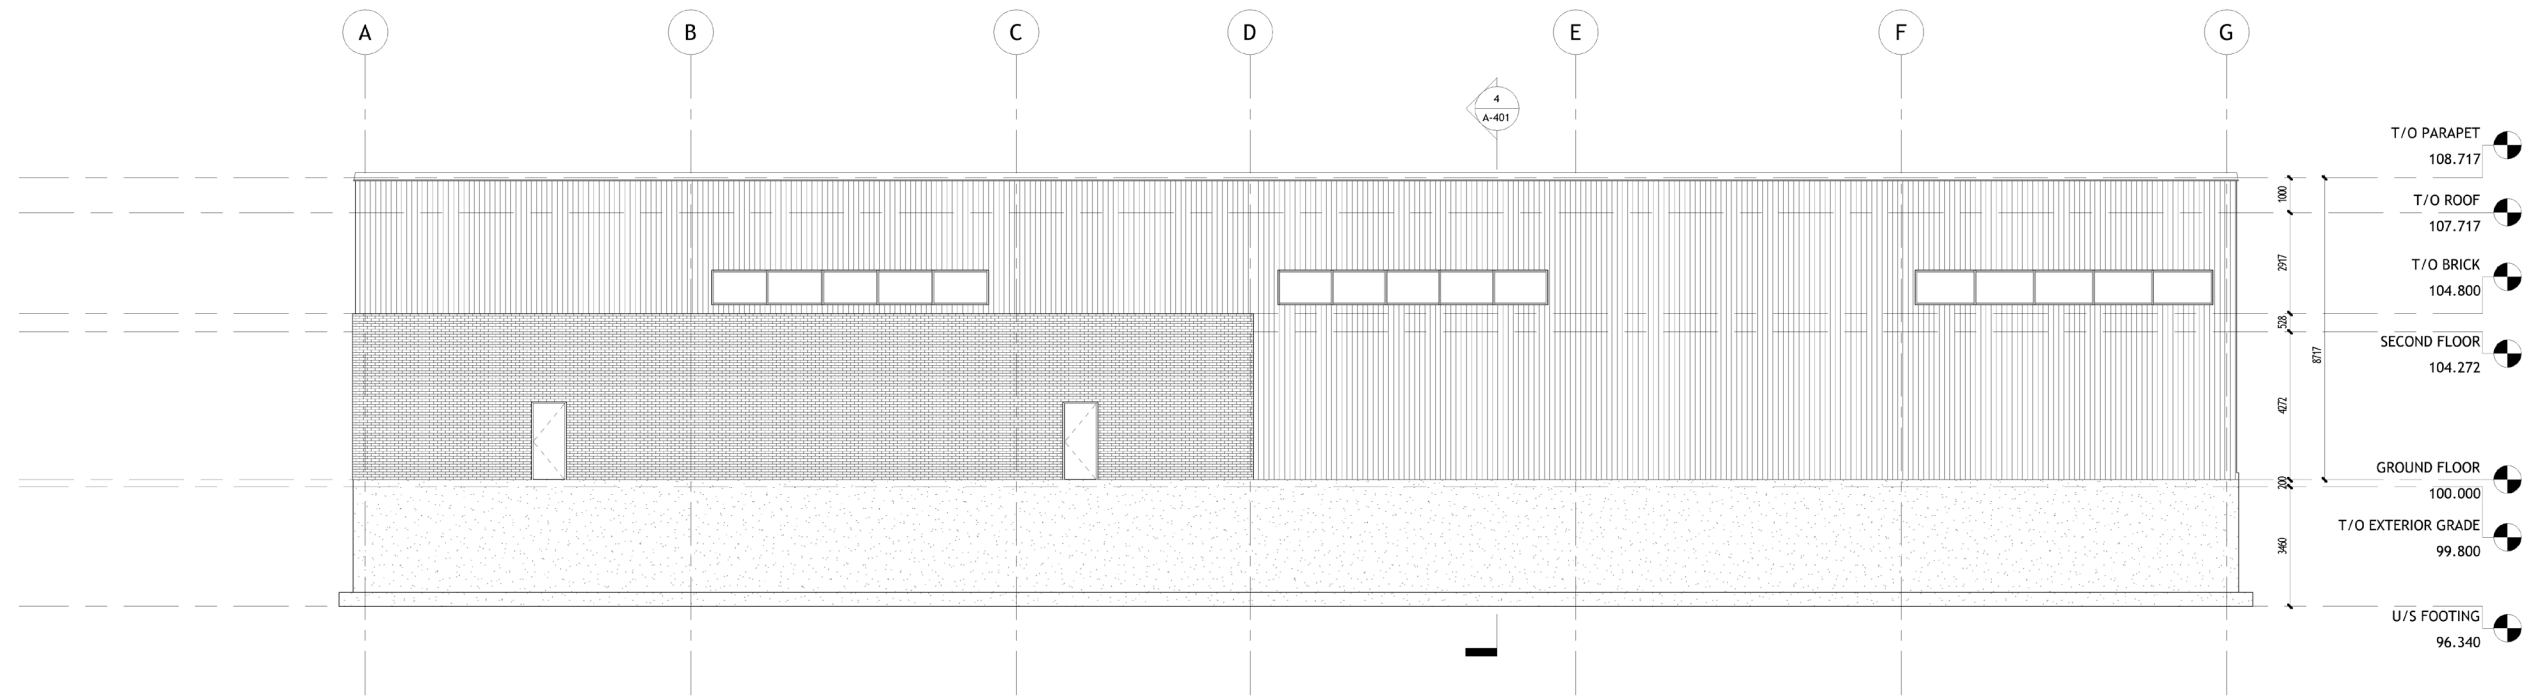 A B C D E F G
4
A-401
T/O PARAPET
108.717
1000
T/O ROOF
107.717
2917
T/O BRICK
104.800
528
SECOND FLOOR
104.272
8717
4272
GROUND FLOOR
100.000
200
T/O EXTERIOR GRADE
99.800
3460
U/S FOOTING
96.340